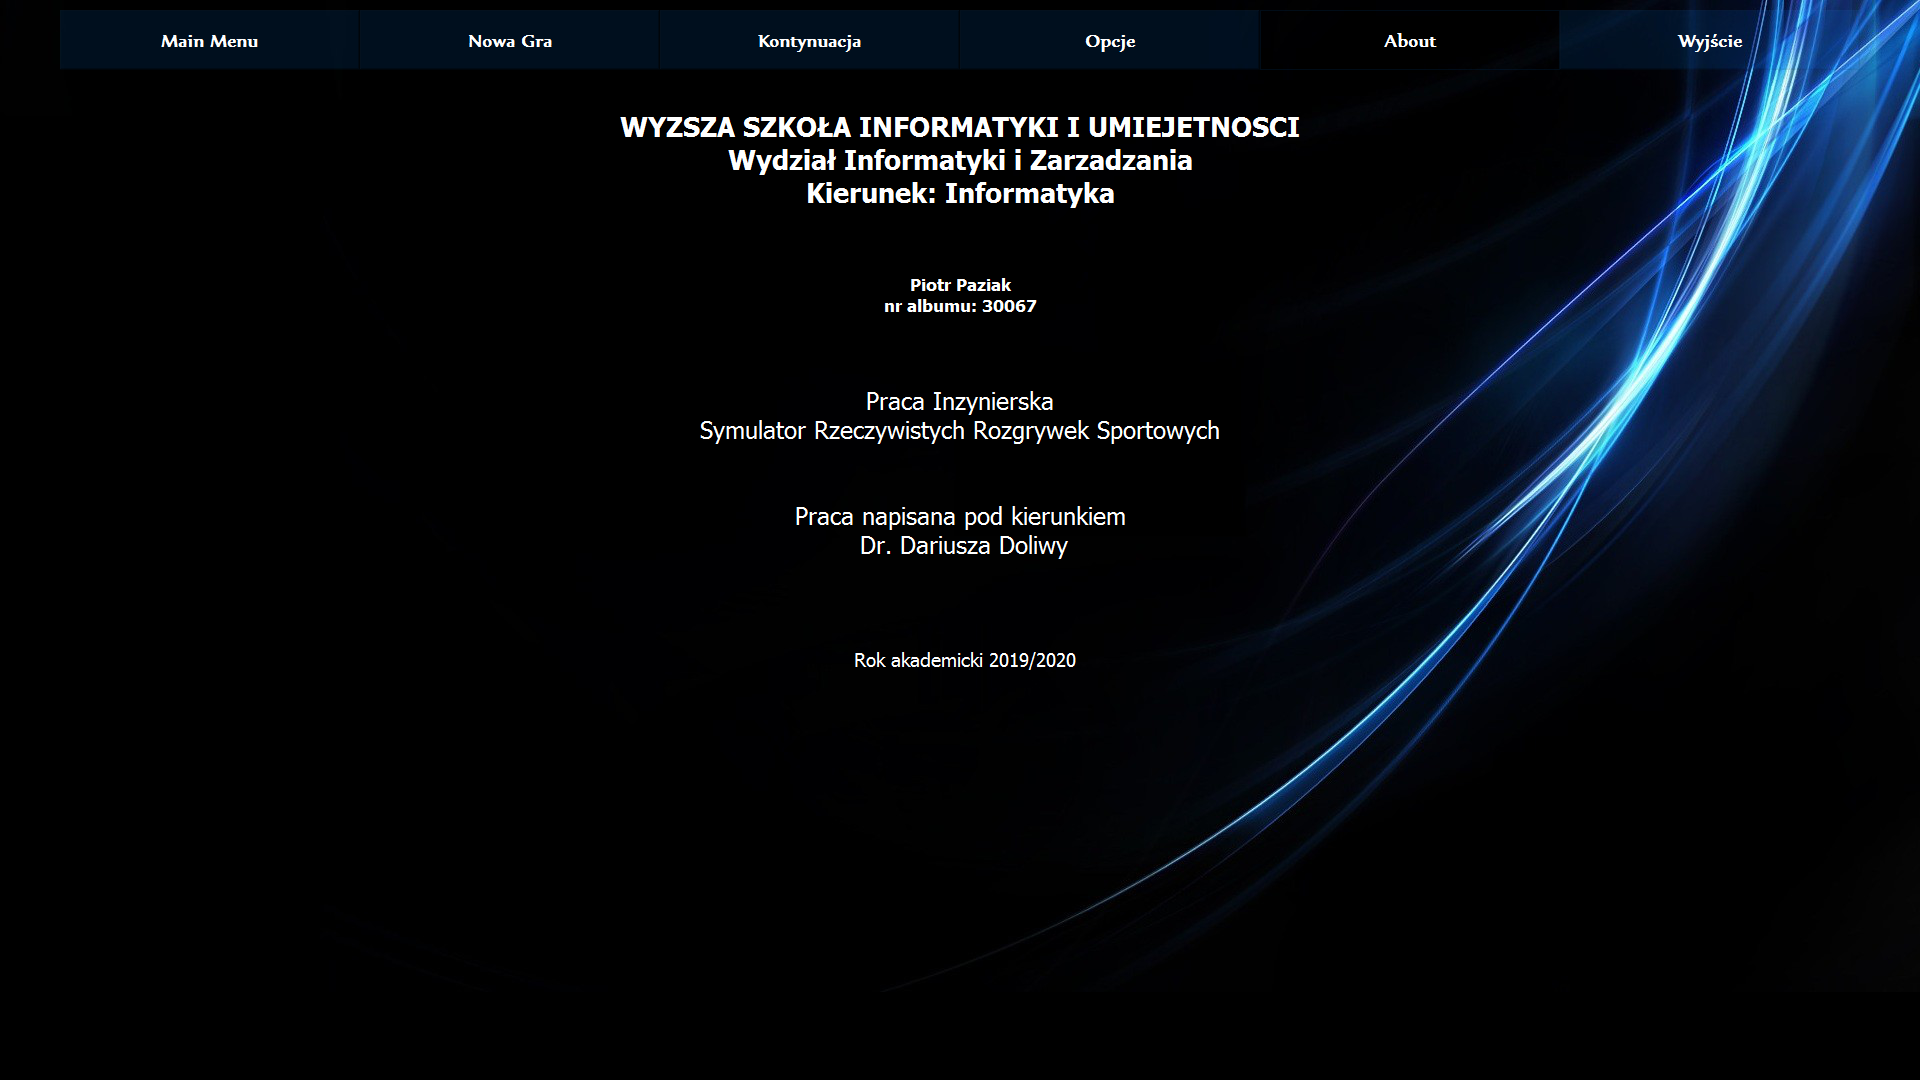 Main Menu
Nowa Gra
Kontynuacja
Opcje
About
Wyjście
WYZSZA SZKOŁA INFORMATYKI I UMIEJETNOSCI
Wydział Informatyki i Zarzadzania
Kierunek: Informatyka
Piotr Paziak
nr albumu: 30067
Praca Inzynierska
Symulator Rzeczywistych Rozgrywek Sportowych
Praca napisana pod kierunkiem
Dr. Dariusza Doliwy
Rok akademicki 2019/2020